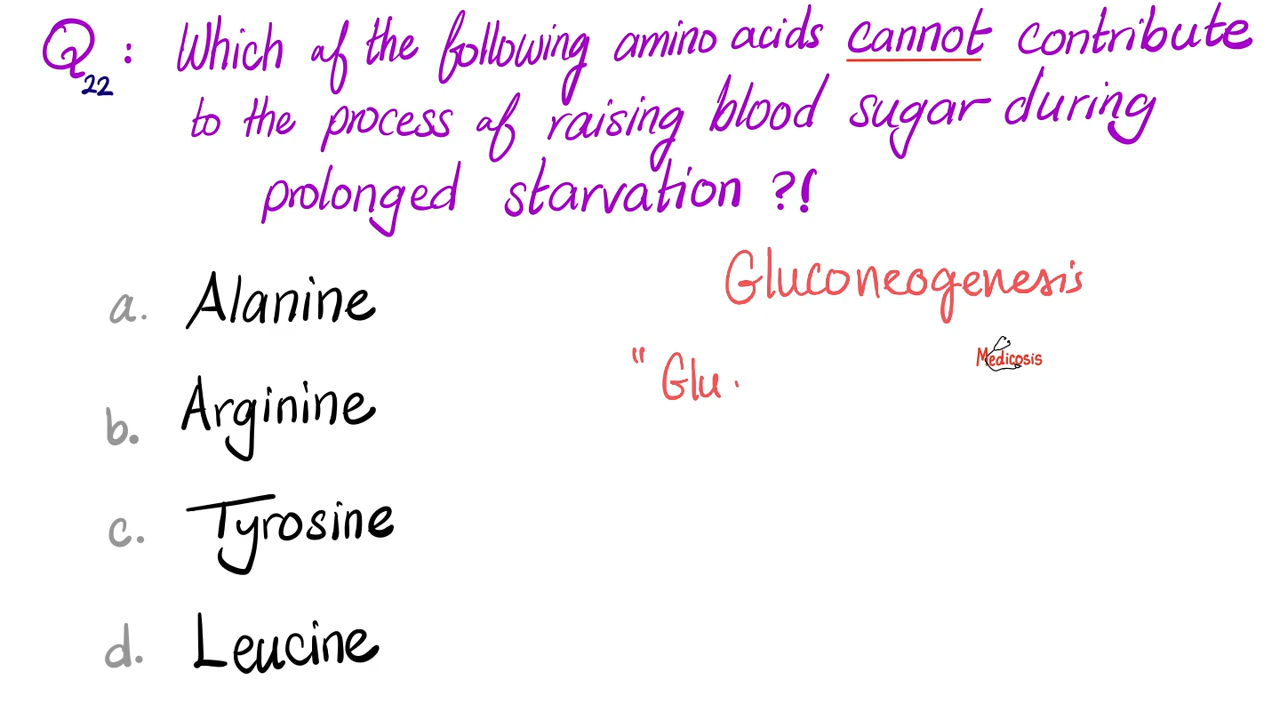 Q22: Which of the following amino acids cannot contribute
to the process of raising blood sugar during
prolonged starvation ?!
Gluconeogenesis
a. Alanine
Medicosis
" Glu.
b. Arginine
c. Tyrosine
d. Leucine